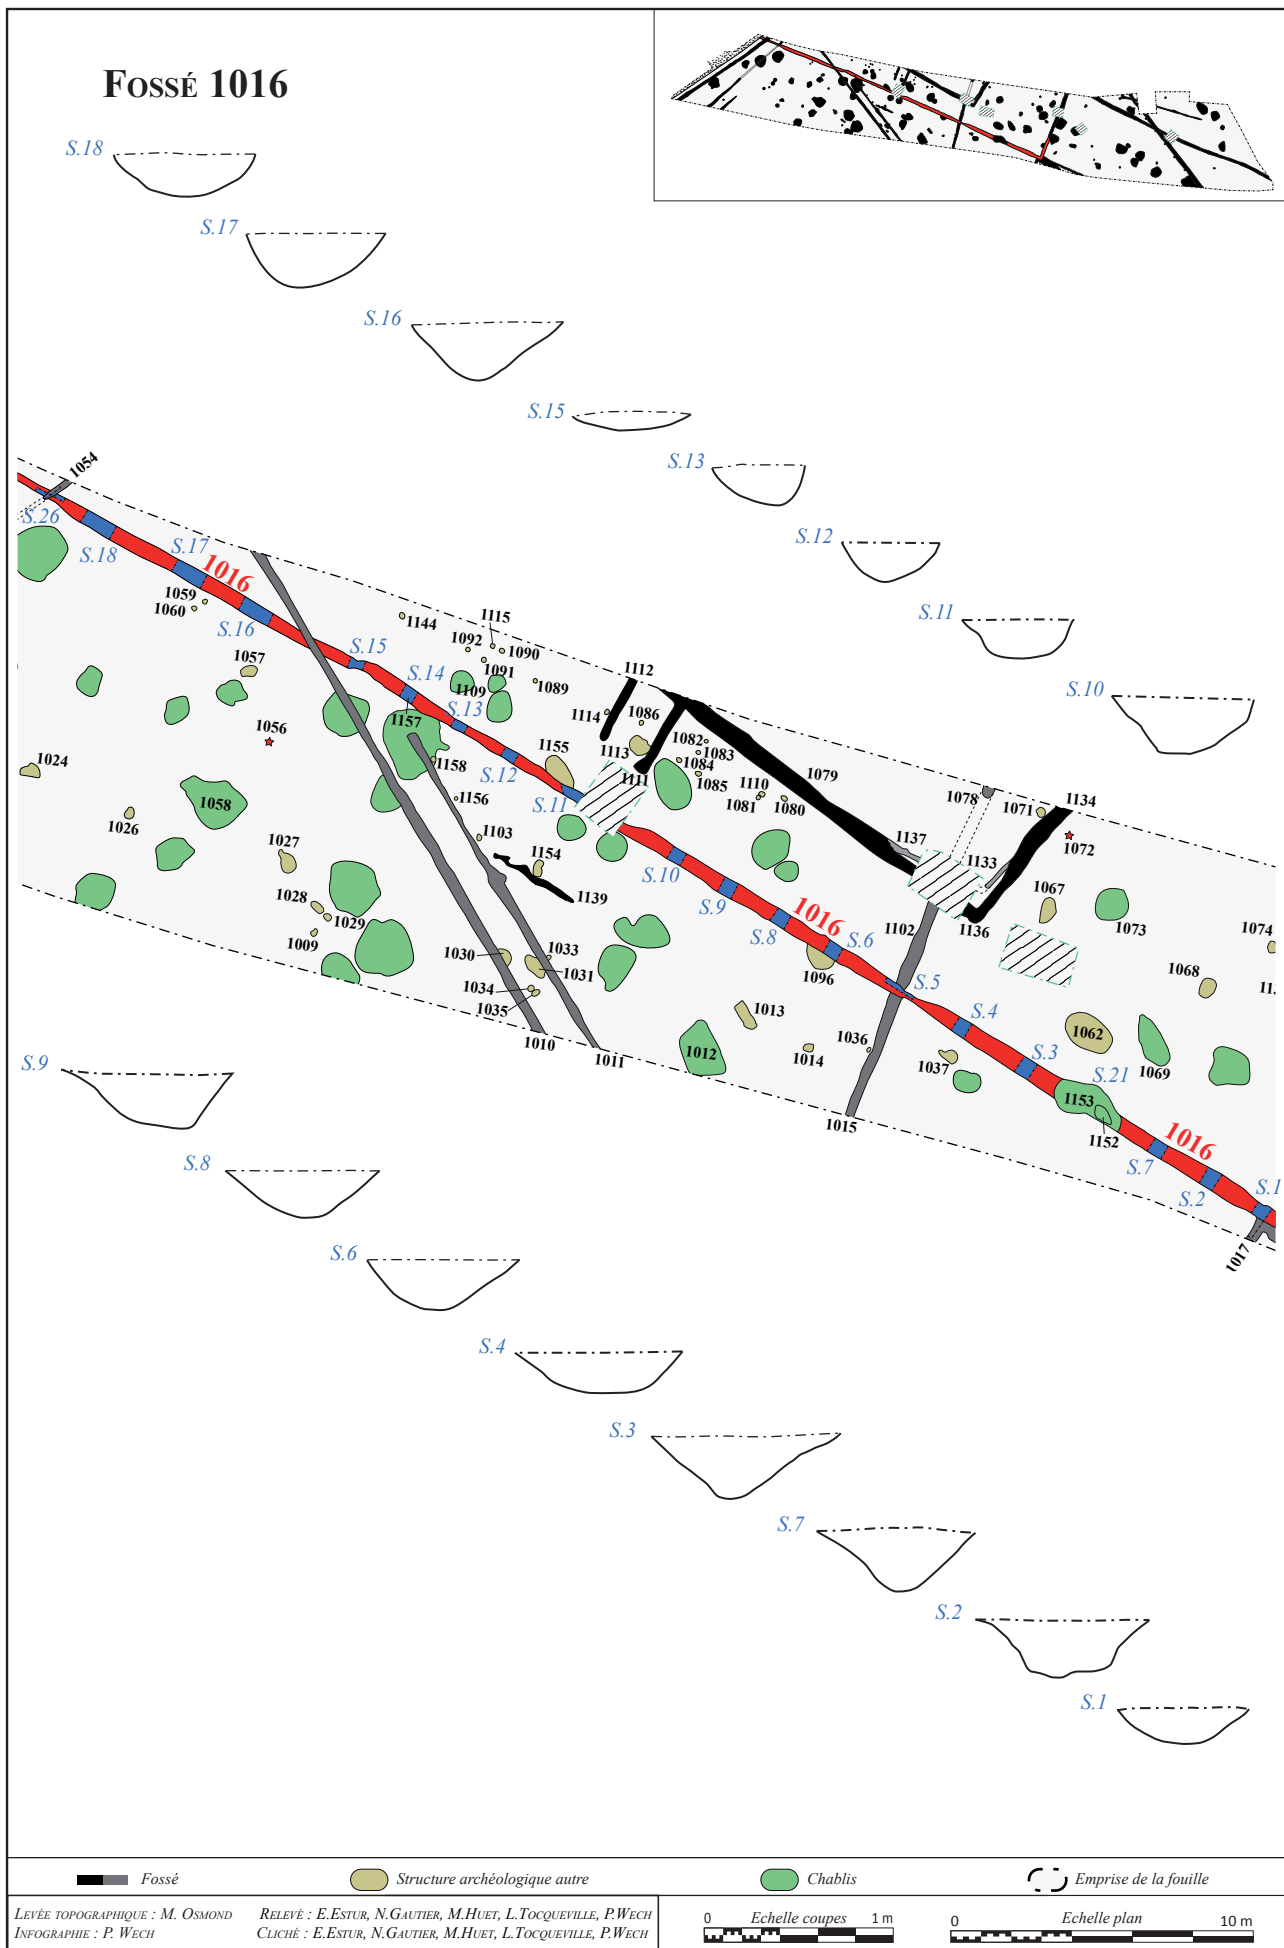 FOSSÉ 1016
S.18
S.17
S.16
S.15
S.13
S.12
S.11
S.10
1054
S.26
S.18
S.17
1016
1059
1060
S.16
1057
S.15
1144
1115
1092
1090
1091
1109
1089
S.14
1157
S.13
1112
1114
1086
1113
1111
1082
1083
1084
1085
1079
1110
1081
1080
1056
1024
1058
1026
1158
1155
S.12
1156
S.11
1103
1154
1139
1027
1028
1029
1009
1030
1033
1031
1034
1035
1010
1011
1078
1071
1134
1072
1137
1133
1067
1073
1074
S.10
S.9
S.8
1016
S.6
1102
1136
1096
S.5
1068
1013
1014
1036
S.4
1062
1012
1037
S.3
S.21
1069
1153
1152
1015
1016
S.7
S.2
S.1
1017
S.9
S.8
S.6
S.4
S.3
S.7
S.2
S.1
Fossé
Structure archéologique autre
Chablis
Emprise de la fouille
LEVÉE TOPOGRAPHIQUE : M. OSMOND
RELEVÉ : E.ESTUR, N.GAUTIER, M.HUET, L.TOCQUEVILLE, P.WECH
INFOGRAPHIE : P. WECH
CLICHÉ : E.ESTUR, N.GAUTIER, M.HUET, L.TOCQUEVILLE, P.WECH
0 Echelle coupes 1 m
0 Echelle plan 10 m